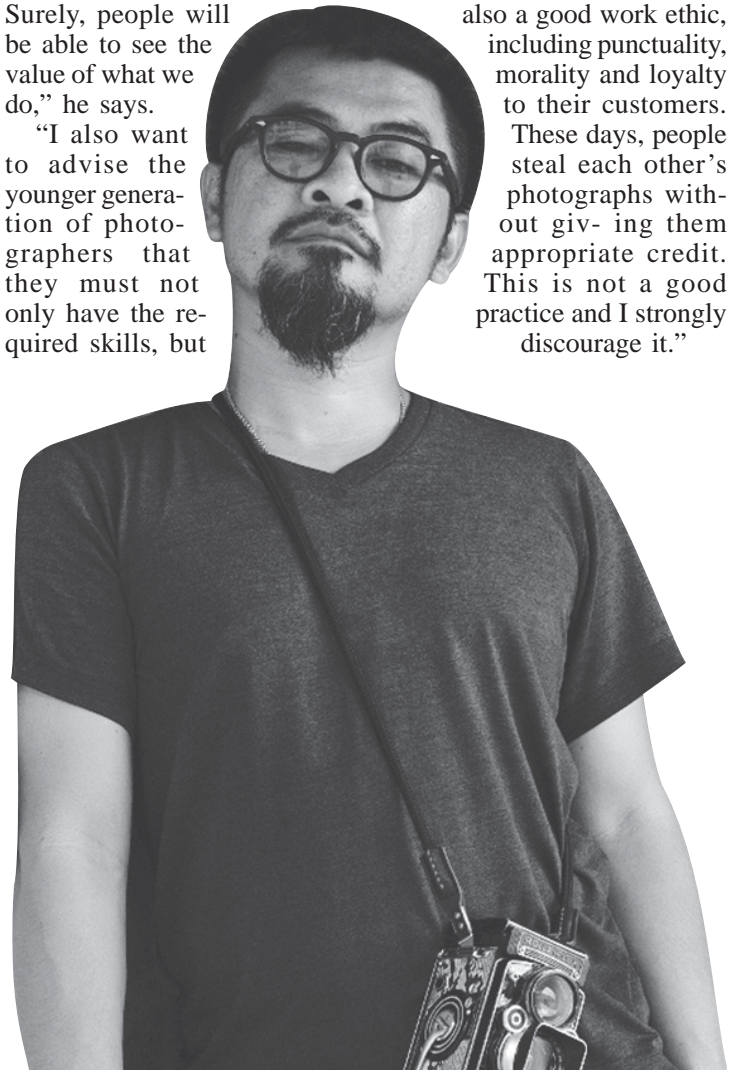 Surely, people will
be able to see the
value of what we
do,” he says.
“I also want
to advise the
younger genera-
tion of photo-
graphers that
they must not
only have the re-
quired skills, but
also a good work ethic,
including punctuality,
morality and loyalty
to their customers.
These days, people
steal each other’s
photographs with-
out giv- ing them
appropriate credit.
This is not a good
practice and I strongly
discourage it.”